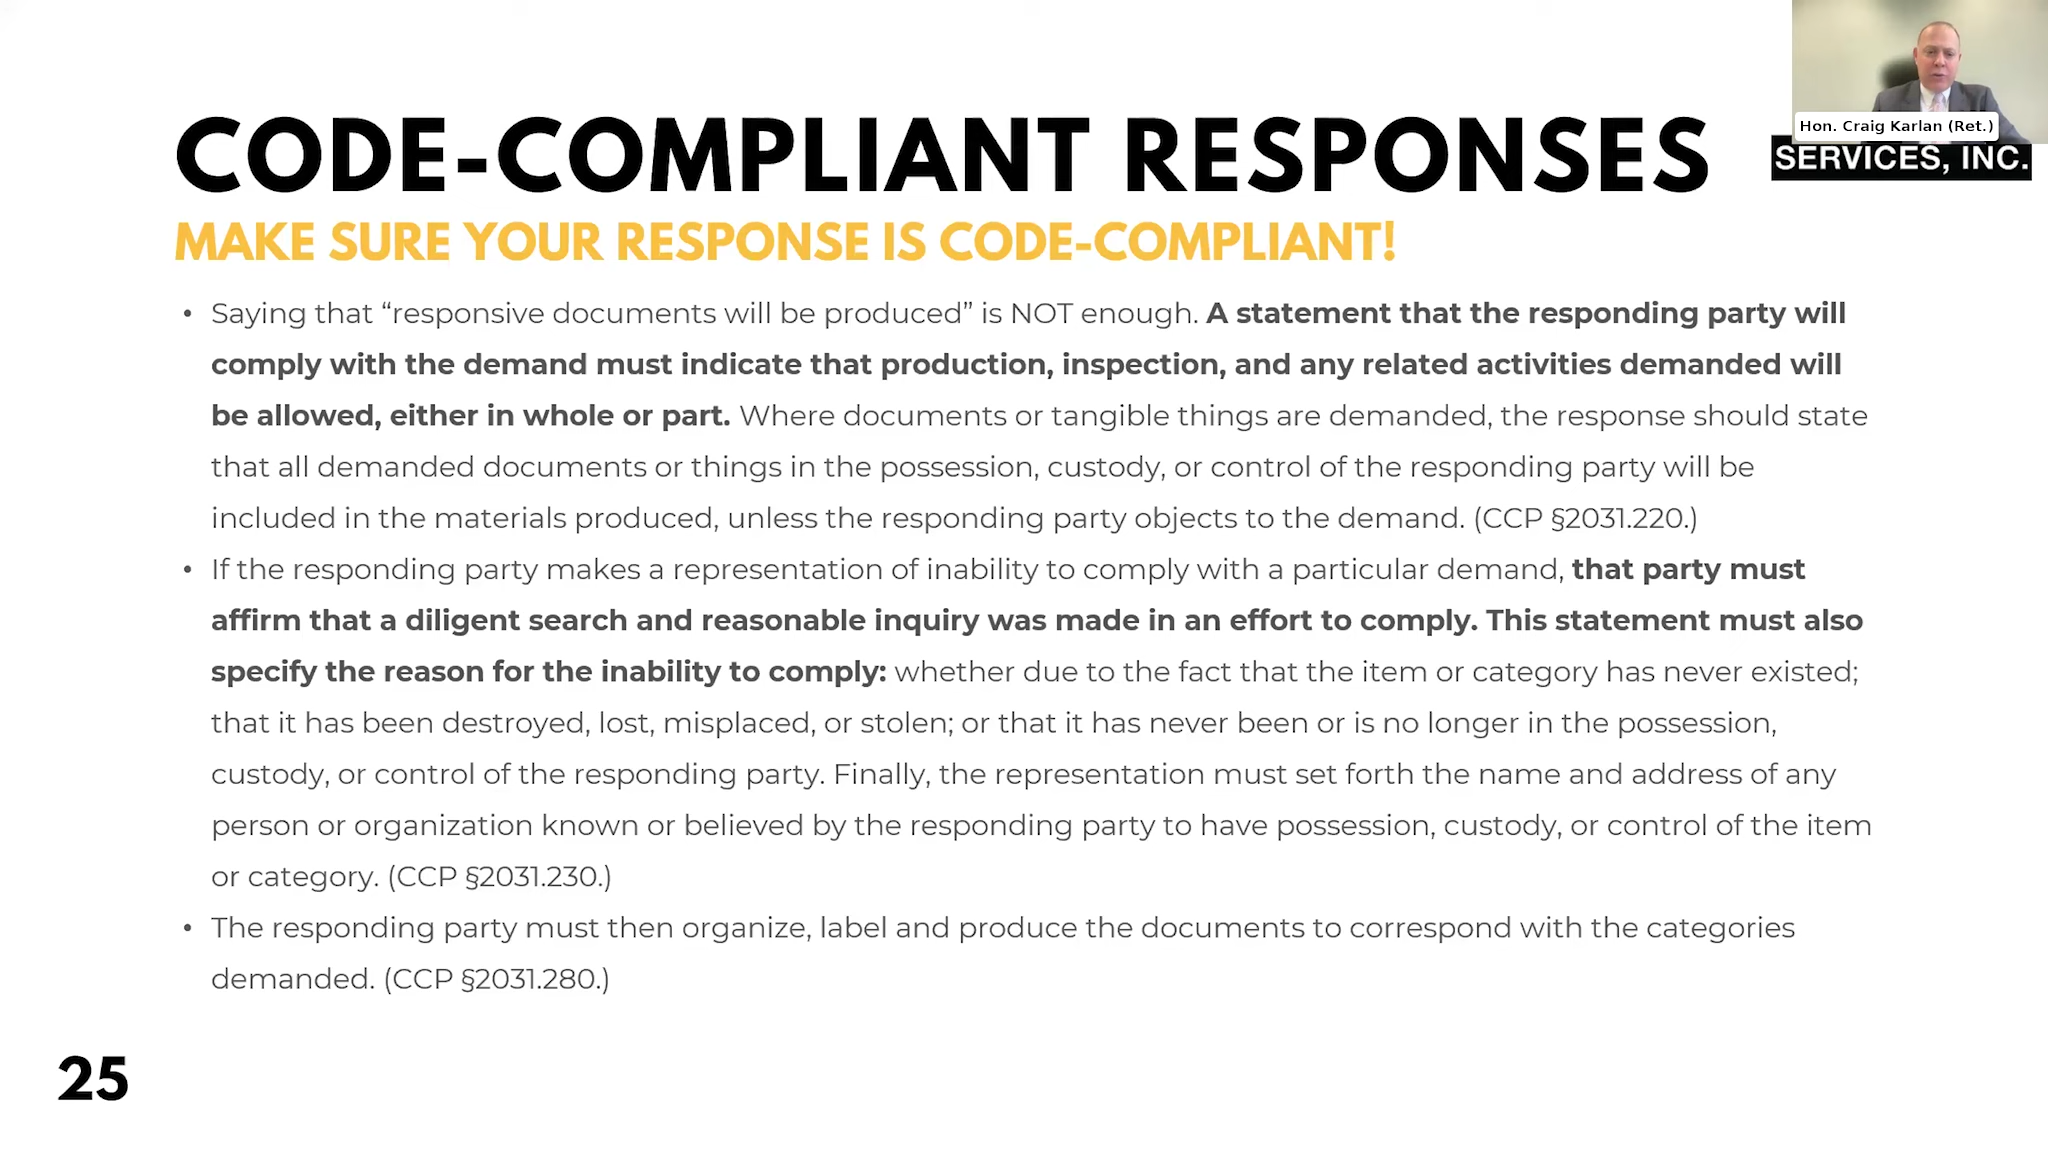 Hon. Craig Karlan (Ret.)
SERVICES, INC.
CODE-COMPLIANT RESPONSES
MAKE SURE YOUR RESPONSE IS CODE-COMPLIANT!
• Saying that “responsive documents will be produced” is NOT enough. A statement that the responding party will
comply with the demand must indicate that production, inspection, and any related activities demanded will
be allowed, either in whole or part. Where documents or tangible things are demanded, the response should state
that all demanded documents or things in the possession, custody, or control of the responding party will be
included in the materials produced, unless the responding party objects to the demand. (CCP §2031.220.)
• If the responding party makes a representation of inability to comply with a particular demand, that party must
affirm that a diligent search and reasonable inquiry was made in an effort to comply. This statement must also
specify the reason for the inability to comply: whether due to the fact that the item or category has never existed;
that it has been destroyed, lost, misplaced, or stolen; or that it has never been or is no longer in the possession,
custody, or control of the responding party. Finally, the representation must set forth the name and address of any
person or organization known or believed by the responding party to have possession, custody, or control of the item
or category. (CCP §2031.230.)
• The responding party must then organize, label and produce the documents to correspond with the categories
demanded. (CCP §2031.280.)
25